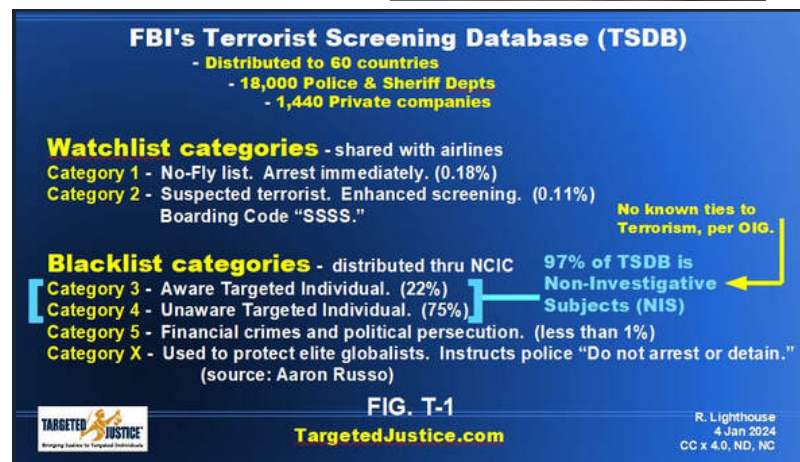 FBI's Terrorist Screening Database (TSDB)
- Distributed to 60 countries
- 18,000 Police & Sheriff Depts
- 1,440 Private companies
Watchlist categories - shared with airlines
Category 1 - No-Fly list. Arrest immediately. (0.18%)
Category 2 - Suspected terrorist. Enhanced screening. (0.11%)
Boarding Code “SSSS.”
No known ties to
Terrorism, per OIG.
Blacklist categories - distributed thru NCIC
Category 3 - Aware Targeted Individual. (22%)
Category 4 - Unaware Targeted Individual. (75%)
97% of TSDB is
Non-Investigative
Subjects (NIS)
Category 5 - Financial crimes and political persecution. (less than 1%)
Category X - Used to protect elite globalists. Instructs police “Do not arrest or detain.”
(source: Aaron Russo)
FIG. T-1
TargetedJustice.com
TARGETED JUSTICE
Bringing Justice to Targeted Individuals
R. Lighthouse
4 Jan 2024
CC x 4.0, ND, NC